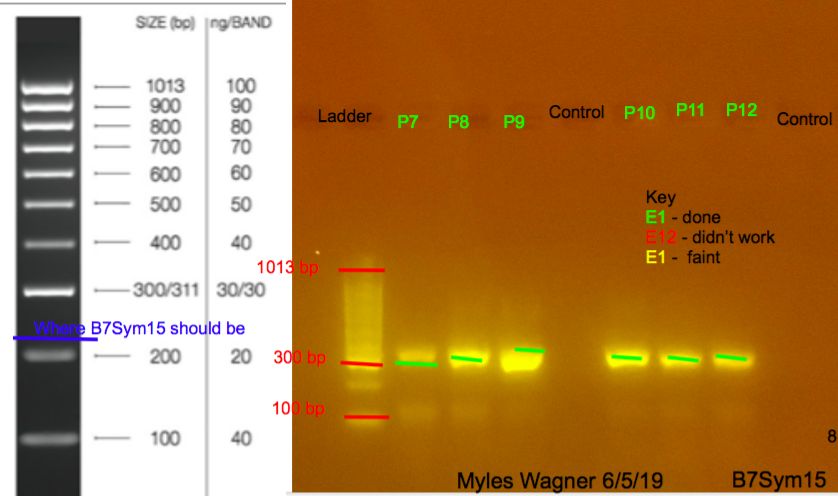 SIZE (bp) ng/BAND
1013 100
900 90
800 80
700 70
600 60
500 50
400 40
300/311 30/30
Where B7Sym15 should be
200 20
100 40
Ladder P7 P8 P9 Control P10 P11 P12 Control
Key
E1 - done
E12 - didn't work
E1 - faint
1013 bp
300 bp
100 bp
8
Myles Wagner 6/5/19 B7Sym15